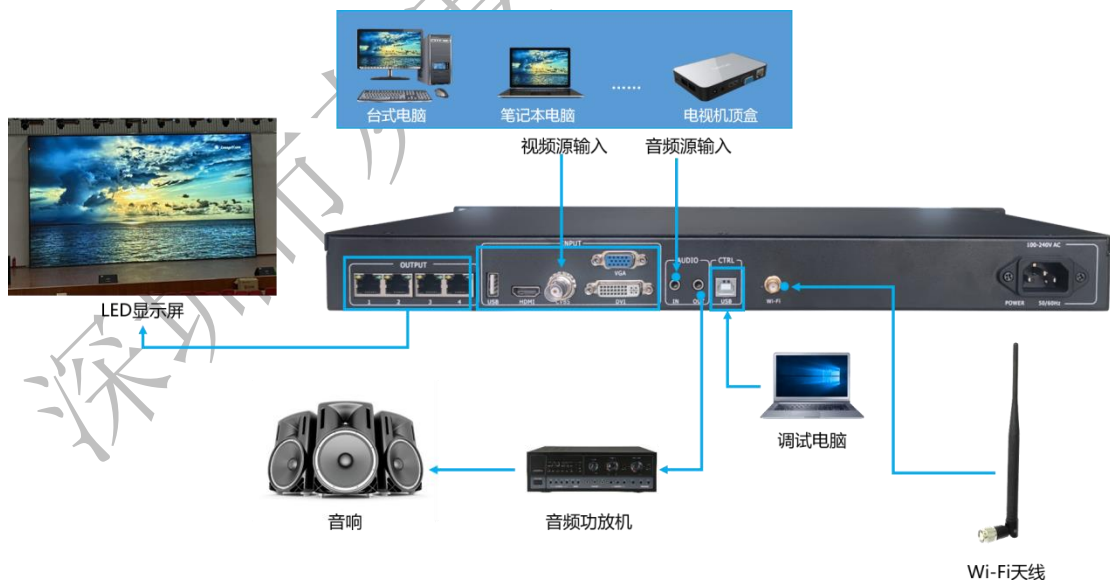 台式电脑
笔记本电脑
······
电视机顶盒
视频源输入
音频源输入
LED显示屏
OUTPUT
1 2 3 4
INPUT
USB
HDMI
VGA
DVI
AUDIO
IN
CTRL
USB
Wi-Fi
100-240V AC
POWER
50/60Hz
调试电脑
音响
音频功放机
Wi-Fi天线
深圳市